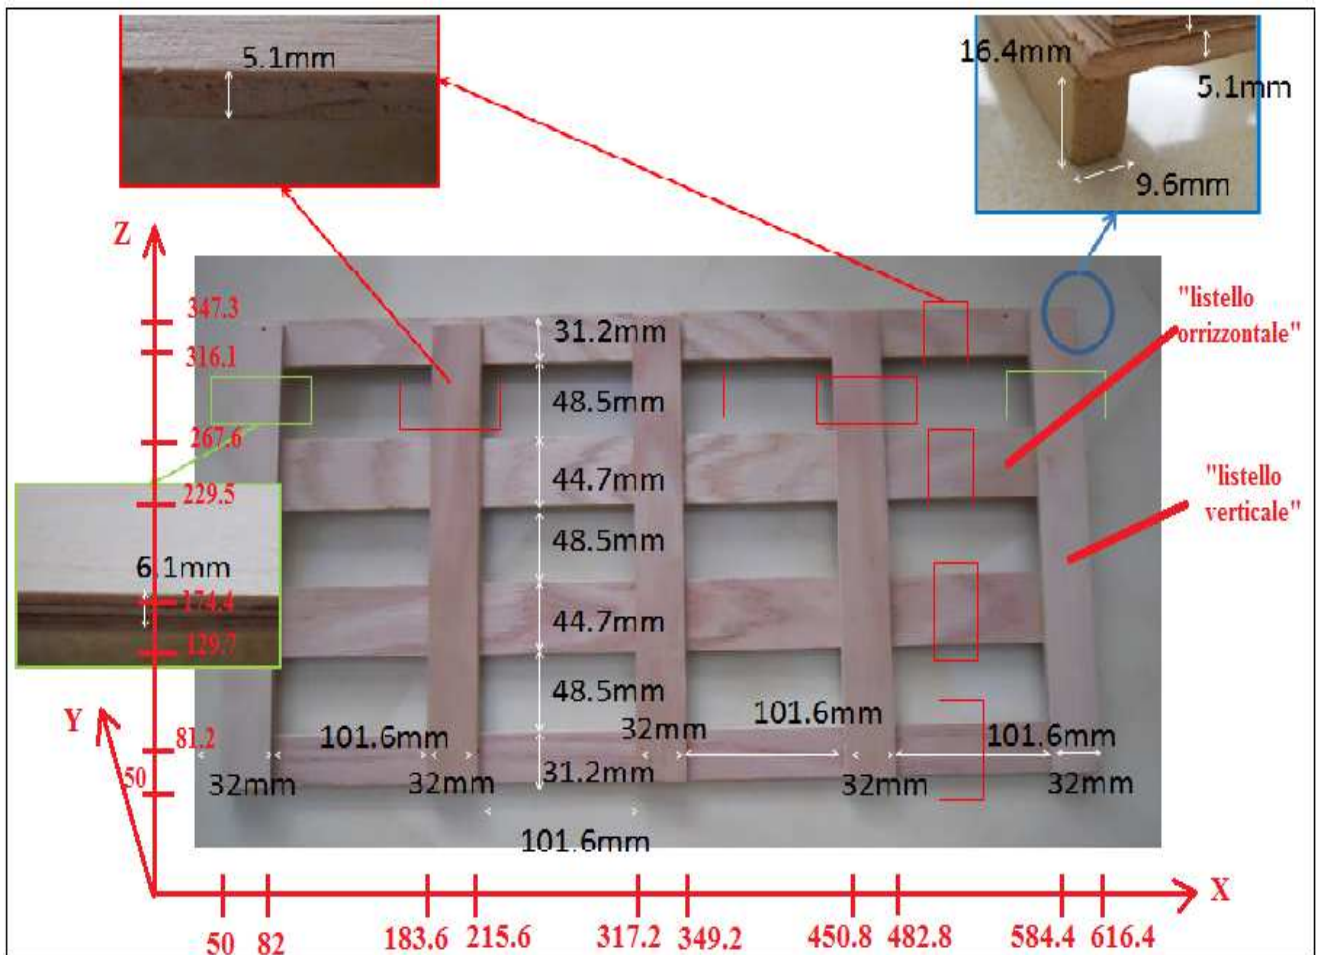 5.1mm
16.4mm
5.1mm
9.6mm
Z
347.3
31.2mm
"listello
orrizzontale"
316.1
48.5mm
267.6
44.7mm
229.5
"listello
verticale"
48.5mm
6.1mm
174.4
44.7mm
129.7
48.5mm
Y
81.2
101.6mm
32mm
101.6mm
101.6mm
50
32mm
32mm
31.2mm
32mm
32mm
101.6mm
X
50
82
183.6
215.6
317.2
349.2
450.8
482.8
584.4
616.4